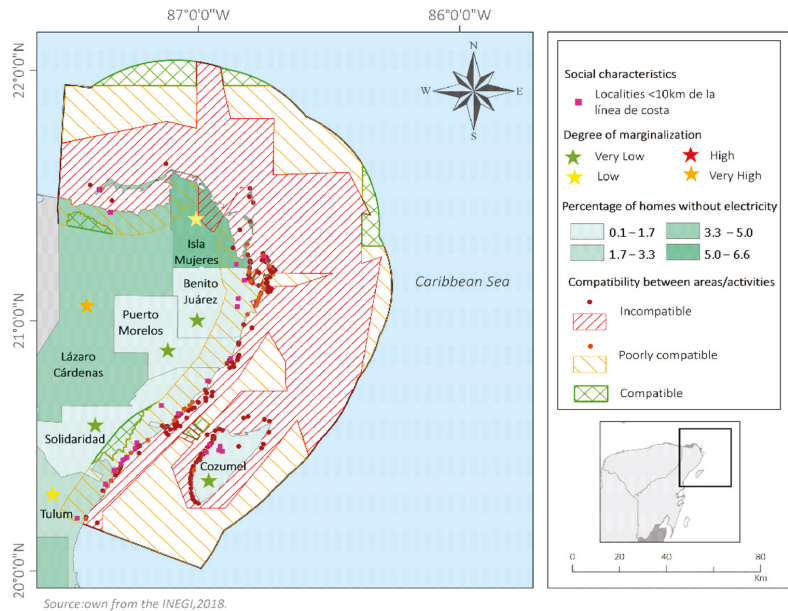 87°0'0"W
86°0'0"W
22°0'0"N
21°0'0"N
20°0'0"N
N
W
E
S
Isla
Mujeres
Benito
Juárez
Puerto
Morelos
Lázaro
Cárdenas
Solidaridad
Cozumel
Tulum
Caribbean Sea
Social characteristics
Localities <10km de la
línea de costa
Degree of marginalization
Very Low
High
Low
Very High
Percentage of homes without electricity
0.1 – 1.7
3.3 – 5.0
1.7 – 3.3
5.0 – 6.6
Compatibility between areas/activities
Incompatible
Poorly compatible
Compatible
0
20
40
60
80
Km
Source:own from the INEGI,2018.